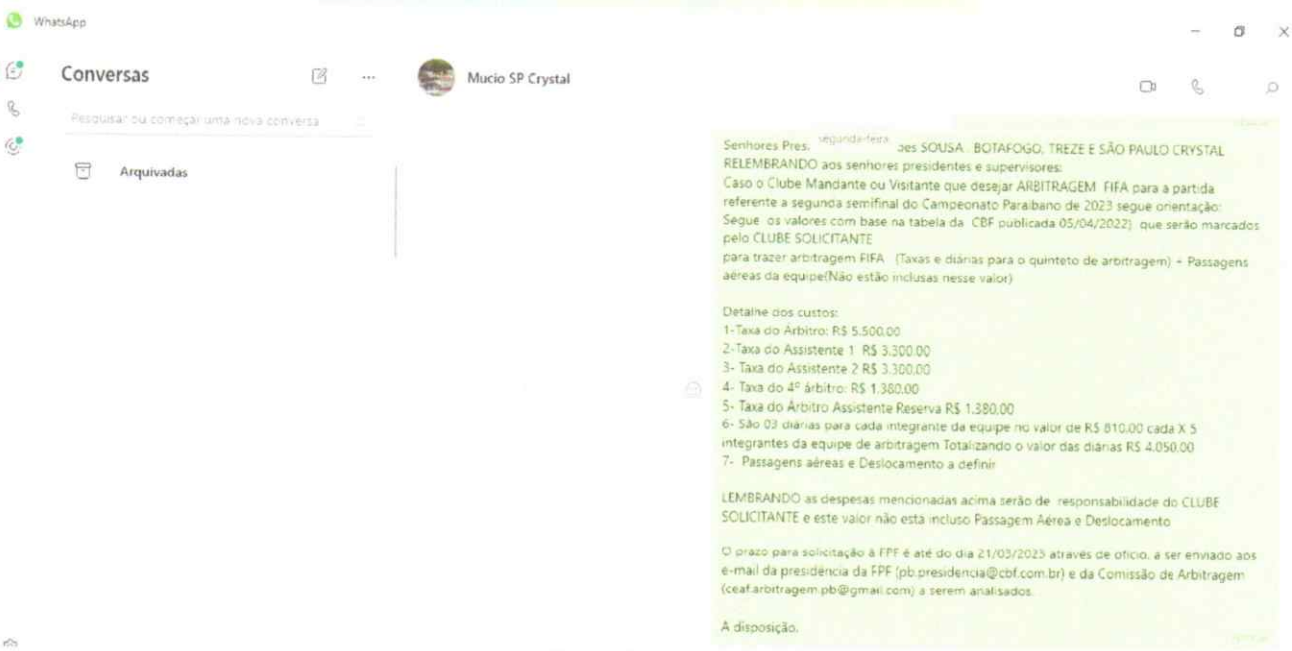 WhatsApp
Conversas
Mucio SP Crystal
Pesquisar ou começar uma nova conversa
Arquivadas
segunda-feira
Senhores Pres. ões SOUSA . BOTAFOGO, TREZE E SÃO PAULO CRYSTAL
RELEMBRANDO aos senhores presidentes e supervisores:
Caso o Clube Mandante ou Visitante que desejar ARBITRAGEM FIFA para a partida
referente a segunda semifinal do Campeonato Paraibano de 2023 segue orientação:
Segue os valores com base na tabela da CBF publicada 05/04/2022) que serão marcados
pelo CLUBE SOLICITANTE
para trazer arbitragem FIFA (Taxas e diárias para o quinteto de arbitragem) + Passagens
aéreas da equipe(Não estão inclusas nesse valor)
Detalhe dos custos:
1-Taxa do Árbitro: R$ 5.500,00
2-Taxa do Assistente 1 R$ 3.300,00
3- Taxa do Assistente 2 R$ 3.300,00
4- Taxa do 4º árbitro: R$ 1.380,00
5- Taxa do Árbitro Assistente Reserva R$ 1.380,00
6- São 03 diárias para cada integrante da equipe no valor de R$ 810,00 cada X 5
integrantes da equipe de arbitragem Totalizando o valor das diárias R$ 4.050,00
7- Passagens aéreas e Deslocamento a definir
LEMBRANDO as despesas mencionadas acima serão de responsabilidade do CLUBE
SOLICITANTE e este valor não está incluso Passagem Aérea e Deslocamento
O prazo para solicitação à FPF é até do dia 21/03/2023 através de ofício, a ser enviado aos
e-mail da presidência da FPF (pb.presidencia@cbf.com.br) e da Comissão de Arbitragem
(ceaf.arbitragem.pb@gmail.com) a serem analisados.
A disposição.